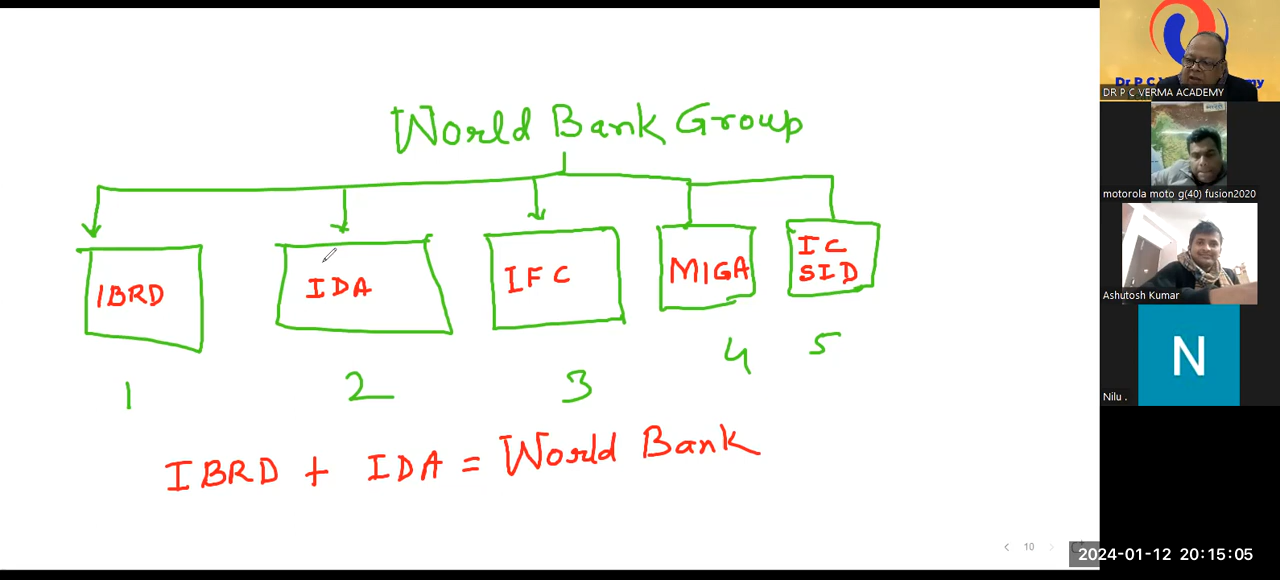 World Bank Group
IBRD
IDA
IFC
MIGA
IC
SID
1
2
3
4
5
IBRD + IDA = World Bank
< 10 >
2024-01-12 20:15:05
DR P C VERMA ACADEMY
motorola moto g(40) fusion2020
Ashutosh Kumar
N
Nilu .